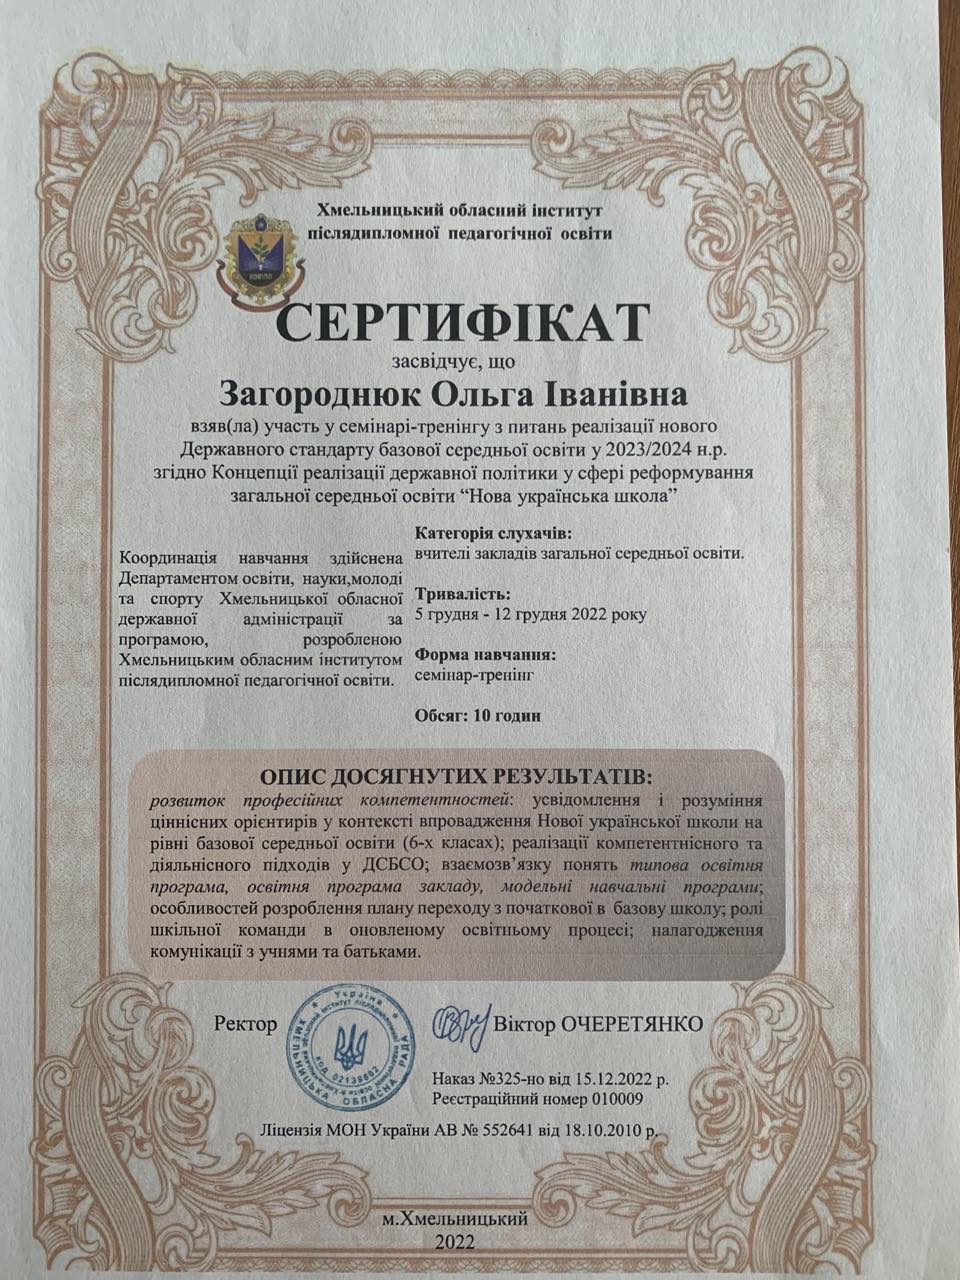 Хмельницький обласний інститут
післядипломної педагогічної освіти
СЕРТИФІКАТ
засвідчує, що
Загороднюк Ольга Іванівна
взяв(ла) участь у семінарі-тренінгу з питань реалізації нового
Державного стандарту базової середньої освіти у 2023/2024 н.р.
згідно Концепції реалізації державної політики у сфері реформування
загальної середньої освіти “Нова українська школа”
Координація навчання здійснена
Департаментом освіти, науки,молоді
та спорту Хмельницької обласної
державної адміністрації за
програмою, розробленою
Хмельницьким обласним інститутом
післядипломної педагогічної освіти.
Категорія слухачів:
вчителі закладів загальної середньої освіти.
Тривалість:
5 грудня - 12 грудня 2022 року
Форма навчання:
семінар-тренінг
Обсяг: 10 годин
ОПИС ДОСЯГНУТИХ РЕЗУЛЬТАТІВ:
розвиток професійних компетентностей: усвідомлення і розуміння
ціннісних орієнтирів у контексті впровадження Нової української школи на
рівні базової середньої освіти (6-х класах); реалізації компетентнісного та
діяльнісного підходів у ДСБСО; взаємозв’язку понять типова освітня
програма, освітня програма закладу, модельні навчальні програми;
особливостей розроблення плану переходу з початкової в базову школу; ролі
шкільної команди в оновленому освітньому процесі; налагодження
комунікації з учнями та батьками.
Ректор
Україна
ХМЕЛЬНИЦЬКА ОБЛАСНА РАДА
код 02139802
Віктор ОЧЕРЕТЯНКО
Наказ №325-но від 15.12.2022 р.
Реєстраційний номер 010009
Ліцензія МОН України АВ № 552641 від 18.10.2010 р.
м.Хмельницький
2022